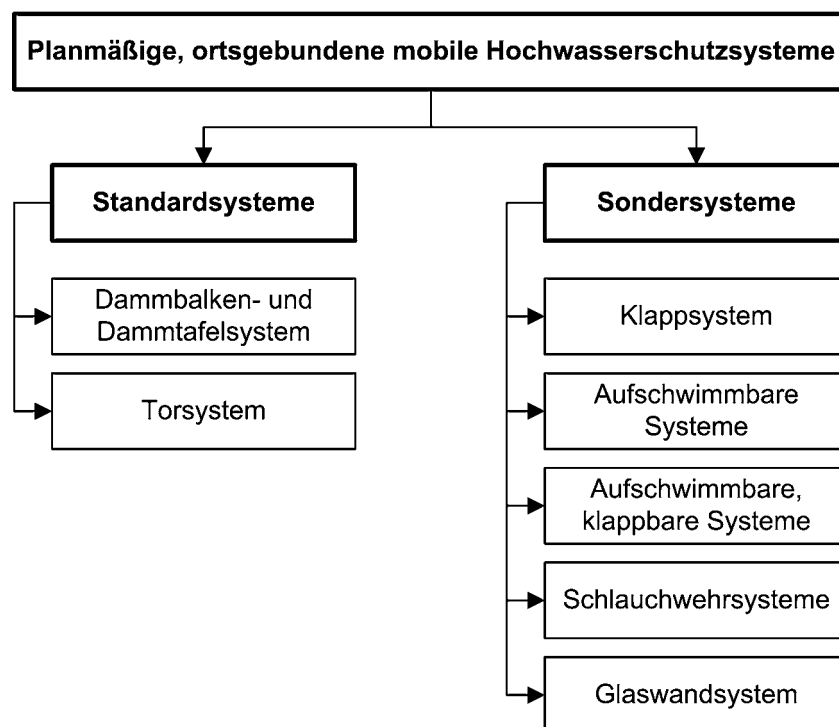 Planmäßige, ortsgebundene mobile Hochwasserschutzsysteme
Standardsysteme
Dammbalken- und
Dammtafelsystem
Torsystem
Sondersysteme
Klappsystem
Aufschwimmbare
Systeme
Aufschwimmbare,
klappbare Systeme
Schlauchwehrsysteme
Glaswandsystem